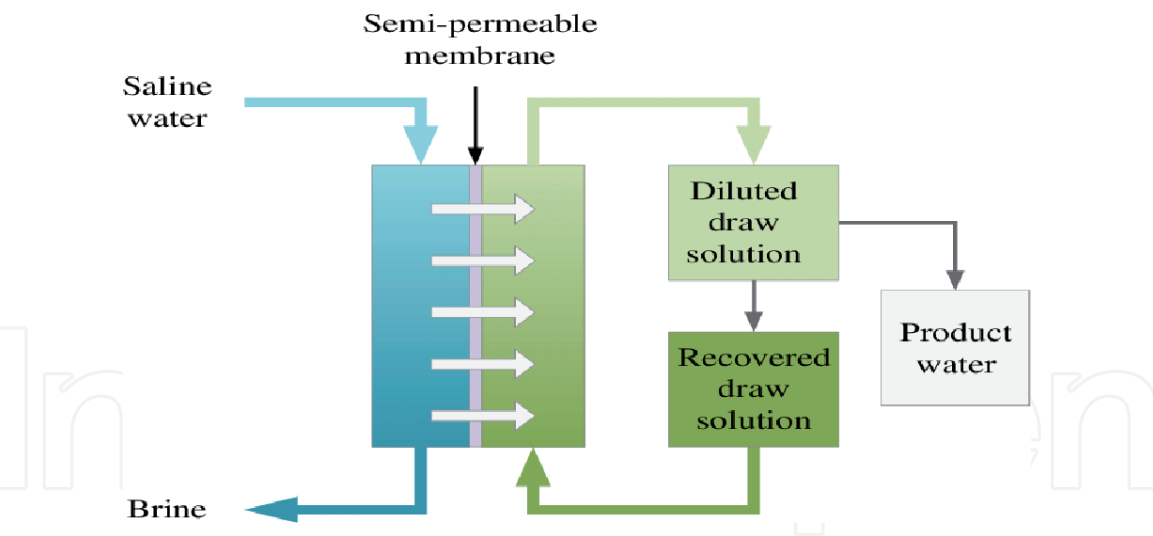 Semi-permeable
membrane
Saline
water
Diluted
draw
solution
Product
water
Recovered
draw
solution
Brine